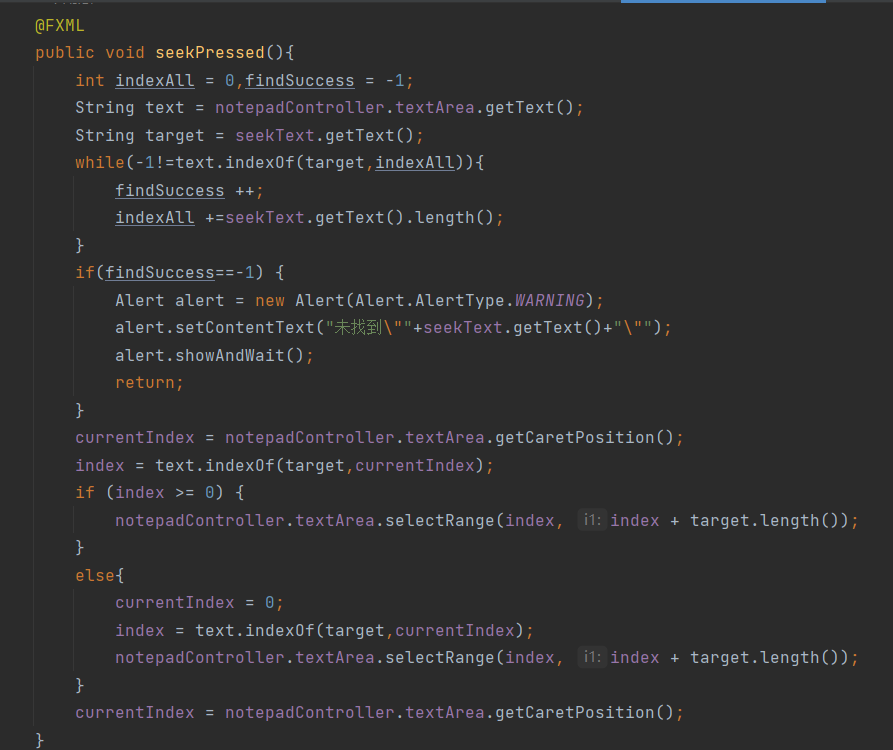 @FXML
public void seekPressed(){
int indexAll = 0,findSuccess = -1;
String text = notepadController.textArea.getText();
String target = seekText.getText();
while(-1!=text.indexOf(target,indexAll)){
findSuccess ++;
indexAll +=seekText.getText().length();
}
if(findSuccess==-1) {
Alert alert = new Alert(Alert.AlertType.WARNING);
alert.setContentText("未找到\""+seekText.getText()+"\"");
alert.showAndWait();
return;
}
currentIndex = notepadController.textArea.getCaretPosition();
index = text.indexOf(target,currentIndex);
if (index >= 0) {
notepadController.textArea.selectRange(index, i1: index + target.length());
}
else{
currentIndex = 0;
index = text.indexOf(target,currentIndex);
notepadController.textArea.selectRange(index, i1: index + target.length());
}
currentIndex = notepadController.textArea.getCaretPosition();
}